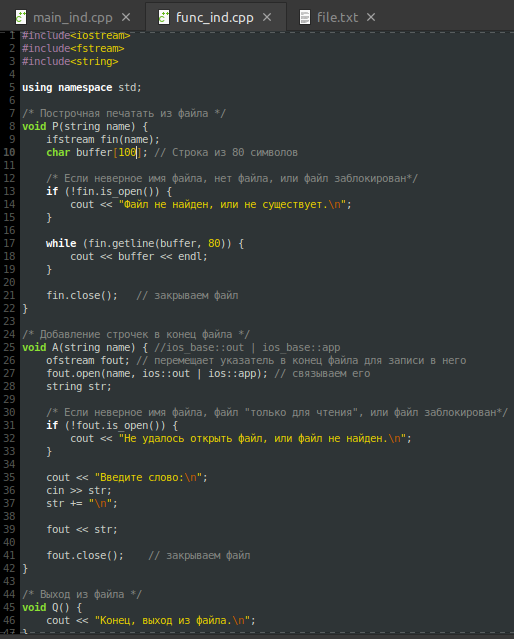 main_ind.cpp × func_ind.cpp × file.txt ×
1 #include<iostream>
2 #include<fstream>
3 #include<string>
4
5 using namespace std;
6
7 /* Построчная печатать из файла */
8 void P(string name) {
9 ifstream fin(name);
10 char buffer[100]; // Строка из 80 символов
11
12 /* Если неверное имя файла, нет файла, или файл заблокирован*/
13 if (!fin.is_open()) {
14 cout << "Файл не найден, или не существует.\n";
15 }
16
17 while (fin.getline(buffer, 80)) {
18 cout << buffer << endl;
19 }
20
21 fin.close(); // закрываем файл
22 }
23
24 /* Добавление строчек в конец файла */
25 void A(string name) { //ios_base::out | ios_base::app
26 ofstream fout; // перемещает указатель в конец файла для записи в него
27 fout.open(name, ios::out | ios::app); // связываем его
28 string str;
29
30 /* Если неверное имя файла, файл "только для чтения", или файл заблокирован*/
31 if (!fout.is_open()) {
32 cout << "Не удалось открыть файл, или файл не найден.\n";
33 }
34
35 cout << "Введите слово:\n";
36 cin >> str;
37 str += "\n";
38
39 fout << str;
40
41 fout.close(); // закрываем файл
42 }
43
44 /* Выход из файла */
45 void Q() {
46 cout << "Конец, выход из файла.\n";
47 }